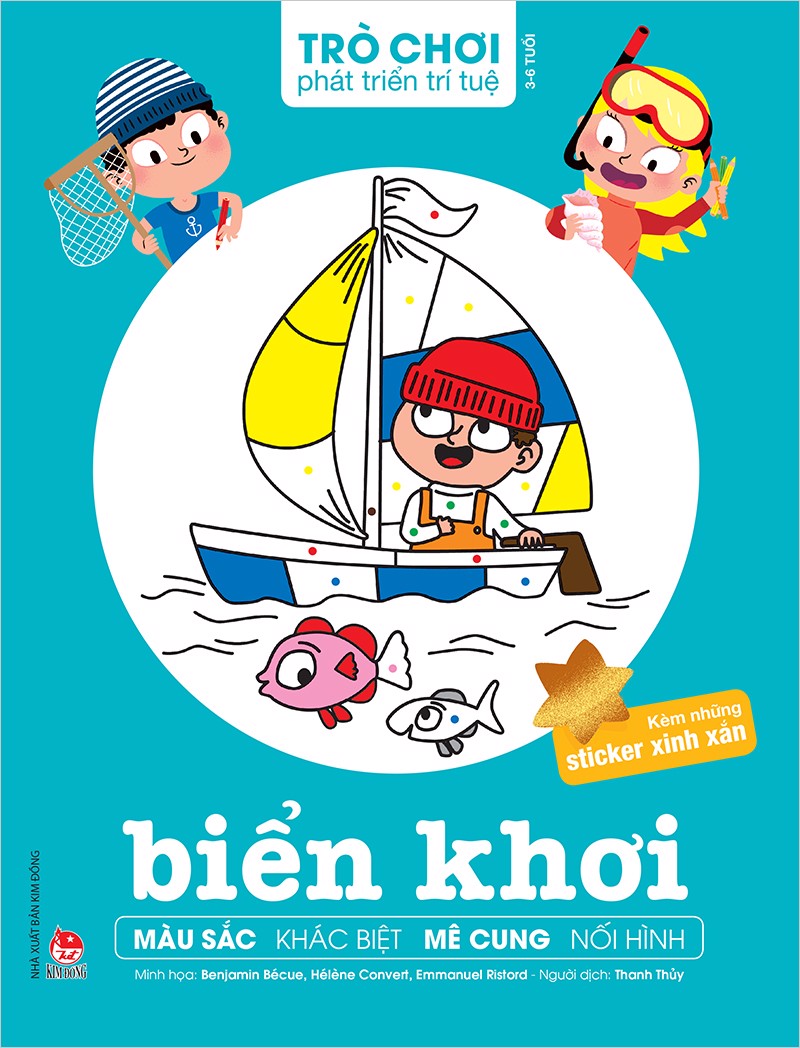 TRÒ CHƠI
phát triển trí tuệ
3-6 TUỔI
Kèm những
sticker xinh xắn
biển khơi
MÀU SẮC KHÁC BIỆT MÊ CUNG NỐI HÌNH
Minh họa: Benjamin Bécue, Hélène Convert, Emmanuel Ristord - Người dịch: Thanh Thủy
NHÀ XUẤT BẢN KIM ĐỒNG
KIM ĐỒNG